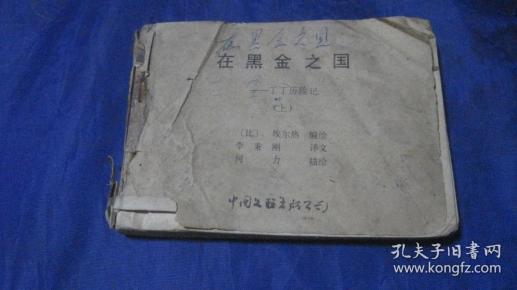 在黑金之国
在黑金之国
——丁丁历险记
（上）
〔比〕 埃尔热 编绘
李秉刚 译文
何力 描绘
中国文联出版公司
孔夫子旧书网
www.kongfz.com